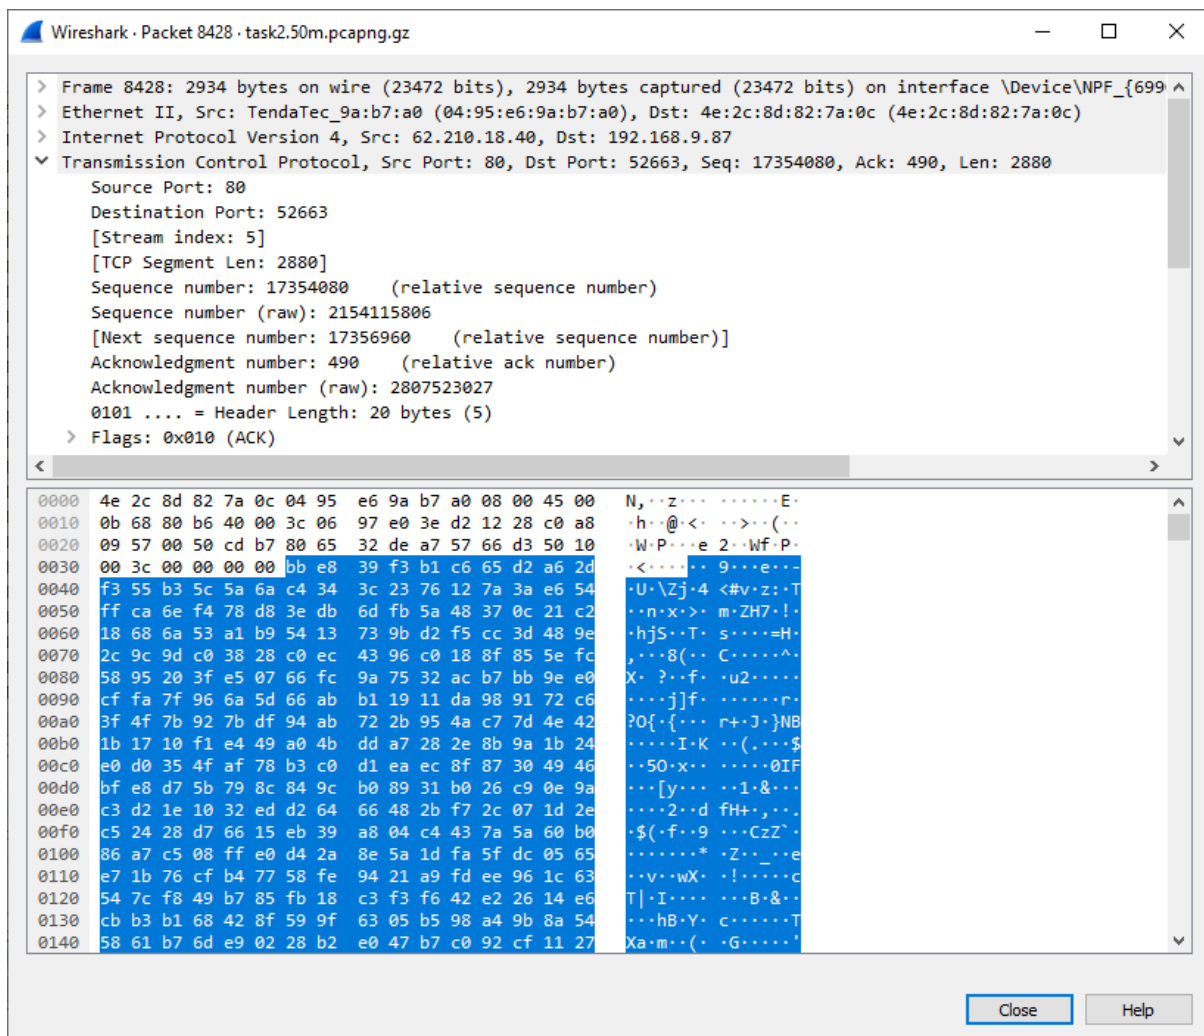 Wireshark · Packet 8428 · task2.50m.pcapng.gz
Frame 8428: 2934 bytes on wire (23472 bits), 2934 bytes captured (23472 bits) on interface \Device\NPF_{699
Ethernet II, Src: TendaTec_9a:b7:a0 (04:95:e6:9a:b7:a0), Dst: 4e:2c:8d:82:7a:0c (4e:2c:8d:82:7a:0c)
Internet Protocol Version 4, Src: 62.210.18.40, Dst: 192.168.9.87
Transmission Control Protocol, Src Port: 80, Dst Port: 52663, Seq: 17354080, Ack: 490, Len: 2880
Source Port: 80
Destination Port: 52663
[Stream index: 5]
[TCP Segment Len: 2880]
Sequence number: 17354080    (relative sequence number)
Sequence number (raw): 2154115806
[Next sequence number: 17356960    (relative sequence number)]
Acknowledgment number: 490    (relative ack number)
Acknowledgment number (raw): 2807523027
0101 .... = Header Length: 20 bytes (5)
Flags: 0x010 (ACK)
0000 4e 2c 8d 82 7a 0c 04 95 e6 9a b7 a0 08 00 45 00 N,··z··· ······E·
0010 0b 68 80 b6 40 00 3c 06 97 e0 3e d2 12 28 c0 a8 ·h··@·<· ··>··(··
0020 09 57 00 50 cd b7 80 65 32 de a7 57 66 d3 50 10 ·W·P···e 2··Wf·P·
0030 00 3c 00 00 00 00 bb e8 39 f3 b1 c6 65 d2 a6 2d ·<······ 9···e··-
0040 f3 55 b3 5c 5a 6a c4 34 3c 23 76 12 7a 3a e6 54 ·U·\Zj·4 <#v·z:·T
0050 ff ca 6e f4 78 d8 3e db 6d fb 5a 48 37 0c 21 c2 ··n·x·>· m·ZH7·!·
0060 18 68 6a 53 a1 b9 54 13 73 9b d2 f5 cc 3d 48 9e ·hjS··T· s····=H·
0070 2c 9c 9d c0 38 28 c0 ec 43 96 c0 18 8f 85 5e fc ,···8(·· C·····^·
0080 58 95 20 3f e5 07 66 fc 9a 75 32 ac b7 bb 9e e0 X· ?··f· ·u2·····
0090 cf fa 7f 96 6a 5d 66 ab b1 19 11 da 98 91 72 c6 ····j]f· ······r·
00a0 3f 4f 7b 92 7b df 94 ab 72 2b 95 4a c7 7d 4e 42 ?O{·{··· r+·J·}NB
00b0 1b 17 10 f1 e4 49 a0 4b dd a7 28 2e 8b 9a 1b 24 ·····I·K ··(.···$
00c0 e0 d0 35 4f af 78 b3 c0 d1 ea ec 8f 87 30 49 46 ··5O·x·· ·····0IF
00d0 bf e8 d7 5b 79 8c 84 9c b0 89 31 b0 26 c9 0e 9a ···[y··· ··1·&···
00e0 c3 d2 1e 10 32 ed d2 64 66 48 2b f7 2c 07 1d 2e ····2··d fH+·,··.
00f0 c5 24 28 d7 66 15 eb 39 a8 04 c4 43 7a 5a 60 b0 ·$(·f··9 ···CzZ`·
0100 86 a7 c5 08 ff e0 d4 2a 8e 5a 1d fa 5f dc 05 65 ·······* ·Z··_··e
0110 e7 1b 76 cf b4 77 58 fe 94 21 a9 fd ee 96 1c 63 ··v··wX· ·!·····c
0120 54 7c f8 49 b7 85 fb 18 c3 f3 f6 42 e2 26 14 e6 T|·I···· ···B·&··
0130 cb b3 b1 68 42 8f 59 9f 63 05 b5 98 a4 9b 8a 54 ···hB·Y· c······T
0140 58 61 b7 6d e9 02 28 b2 e0 47 b7 c0 92 cf 11 27 Xa·m··(· ·G·····'
Close
Help